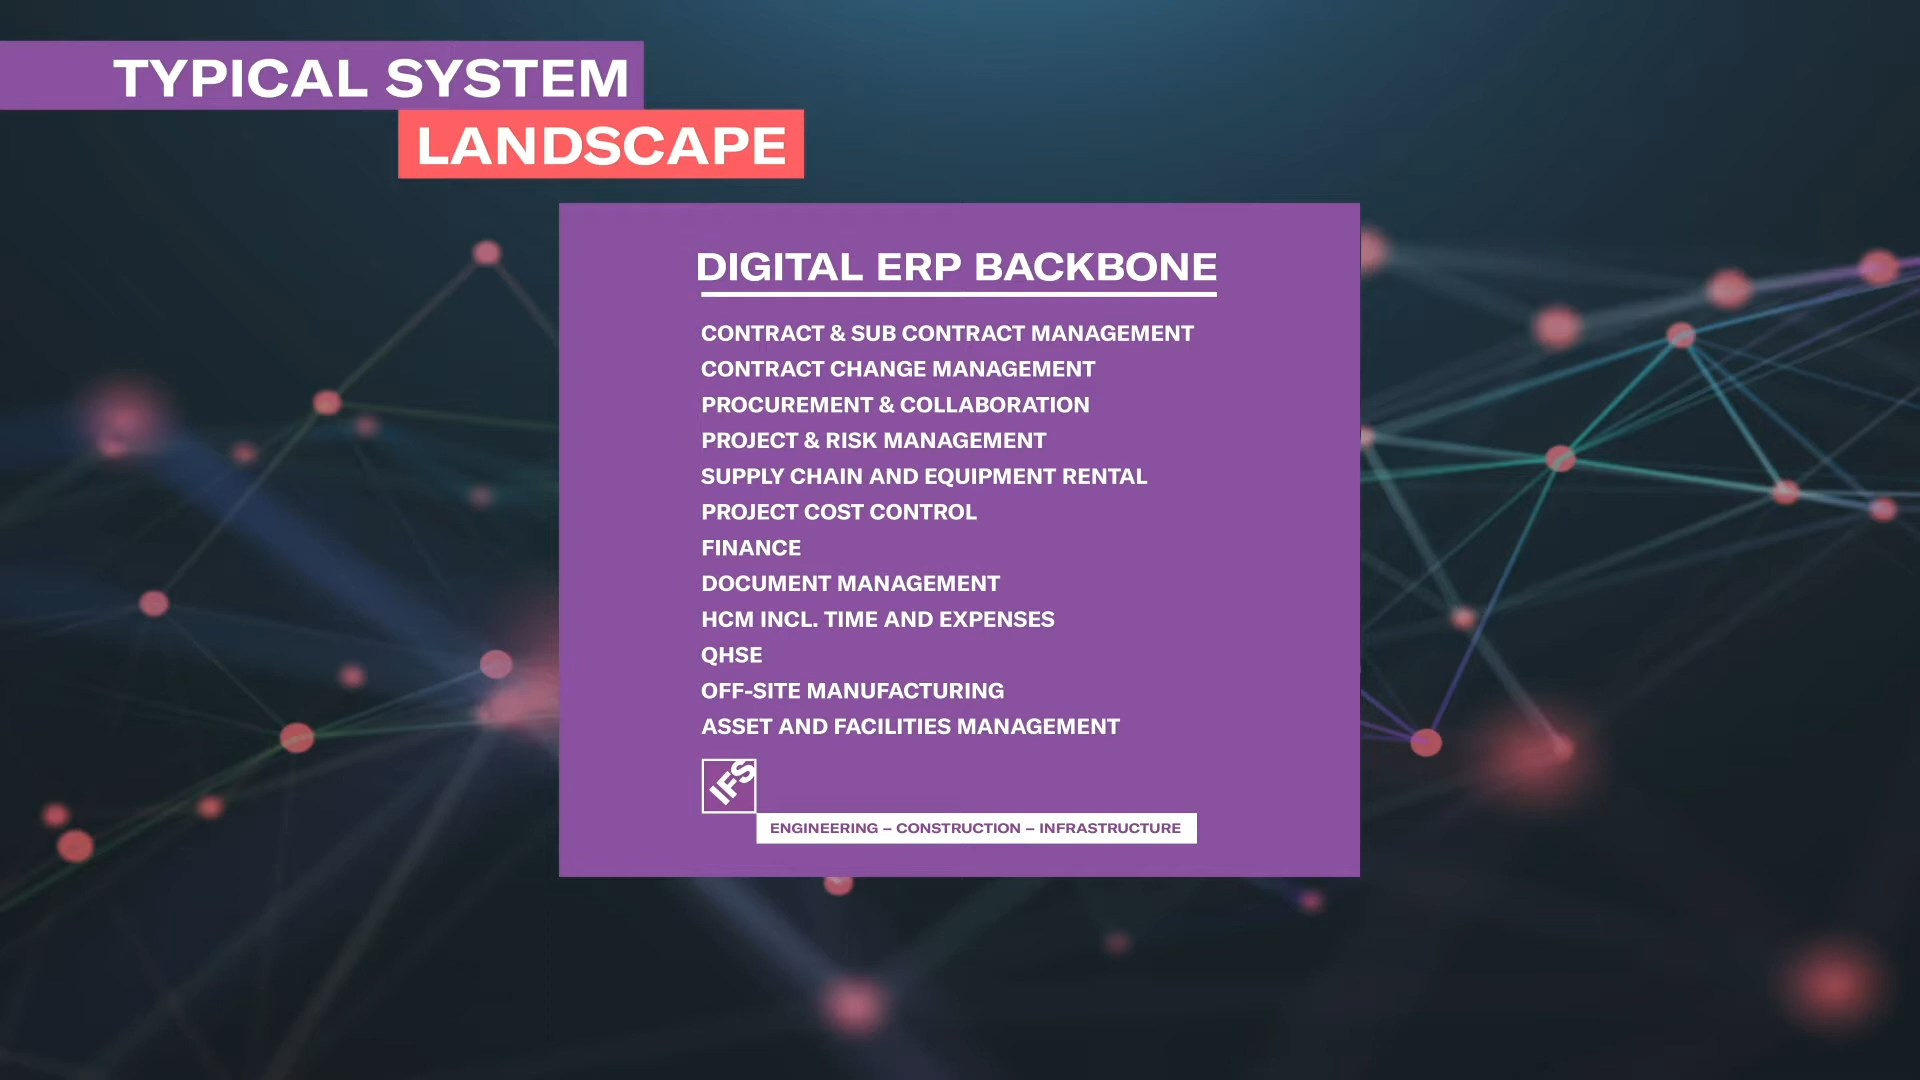 TYPICAL SYSTEM
LANDSCAPE
DIGITAL ERP BACKBONE
CONTRACT & SUB CONTRACT MANAGEMENT
CONTRACT CHANGE MANAGEMENT
PROCUREMENT & COLLABORATION
PROJECT & RISK MANAGEMENT
SUPPLY CHAIN AND EQUIPMENT RENTAL
PROJECT COST CONTROL
FINANCE
DOCUMENT MANAGEMENT
HCM INCL. TIME AND EXPENSES
QHSE
OFF-SITE MANUFACTURING
ASSET AND FACILITIES MANAGEMENT
IFS
ENGINEERING – CONSTRUCTION – INFRASTRUCTURE